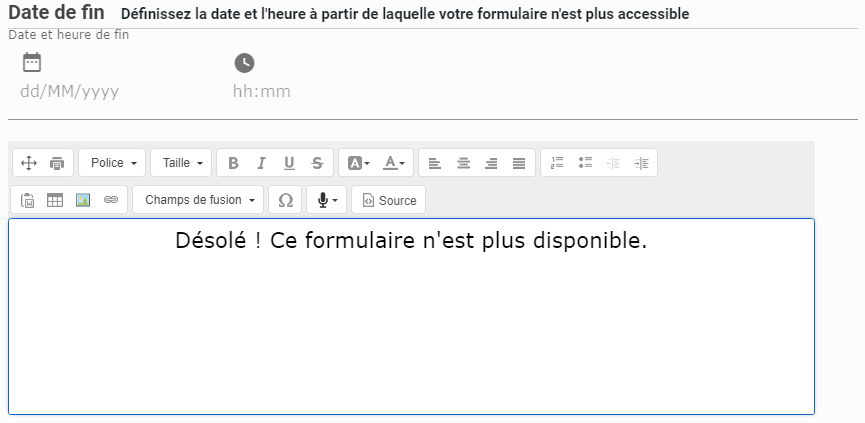 Date de fin Définissez la date et l'heure à partir de laquelle votre formulaire n'est plus accessible
Date et heure de fin
dd/MM/yyyy hh:mm
Police Taille B I U S A A
Champs de fusion Ω Source
Désolé ! Ce formulaire n'est plus disponible.